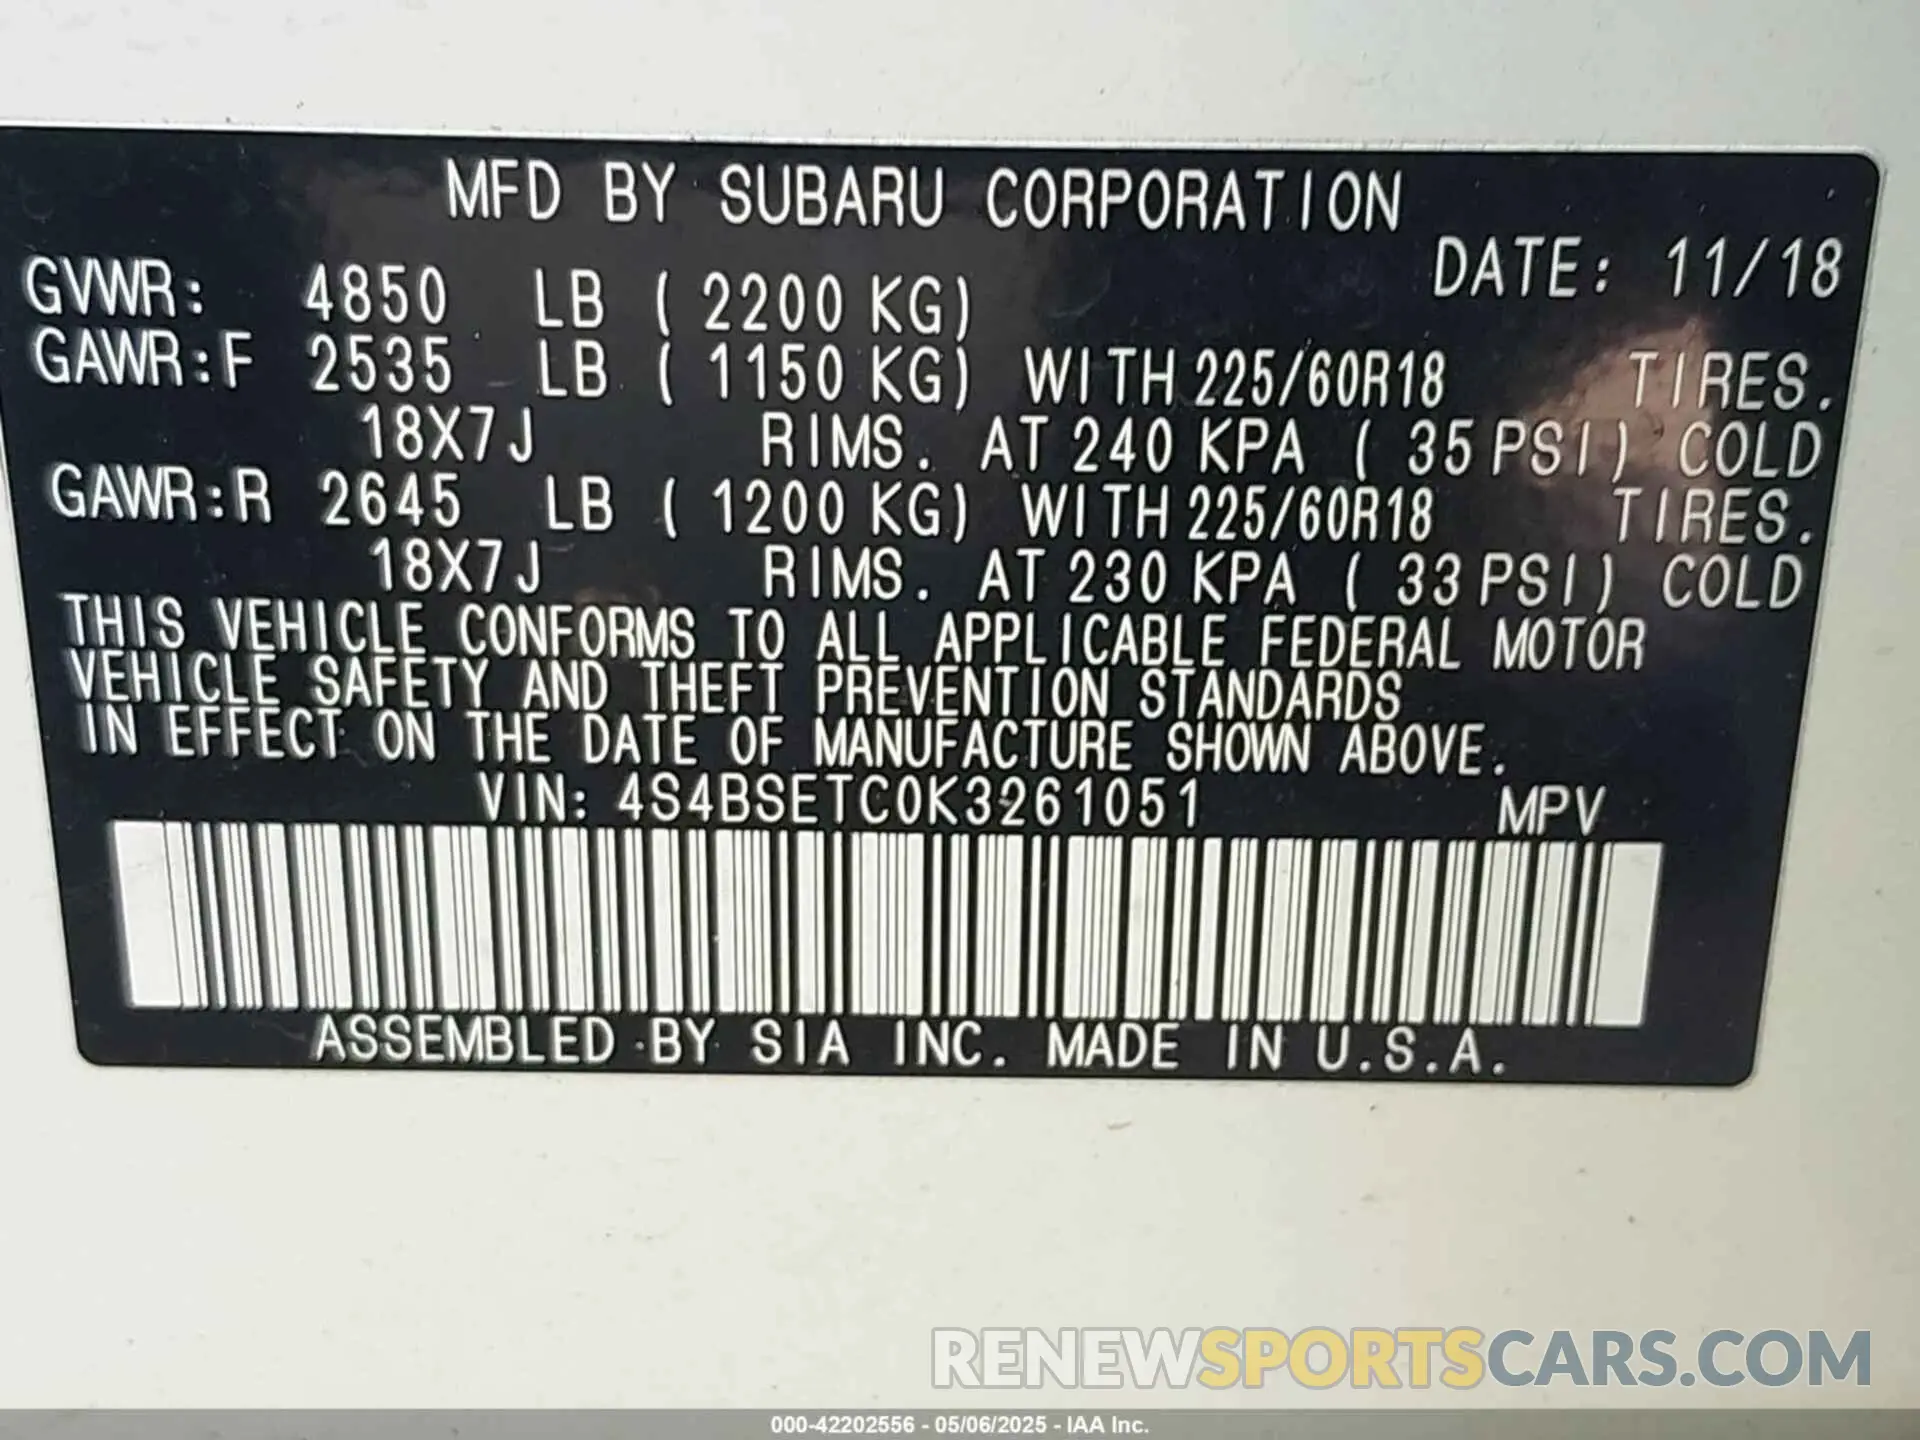 MFD BY SUBARU CORPORATION
DATE: 11/18
GVWR: 4850 LB ( 2200 KG)
GAWR:F 2535 LB ( 1150 KG) WITH 225/60R18 TIRES.
18X7J RIMS. AT 240 KPA ( 35 PSI) COLD
GAWR:R 2645 LB ( 1200 KG) WITH 225/60R18 TIRES.
18X7J RIMS. AT 230 KPA ( 33 PSI) COLD
THIS VEHICLE CONFORMS TO ALL APPLICABLE FEDERAL MOTOR
VEHICLE SAFETY AND THEFT PREVENTION STANDARDS
IN EFFECT ON THE DATE OF MANUFACTURE SHOWN ABOVE.
VIN: 4S4BSETC0K3261051 MPV
ASSEMBLED BY SIA INC. MADE IN U.S.A.
RENEWSPORTSCARS.COM
000-42202556 - 05/06/2025 - IAA Inc.